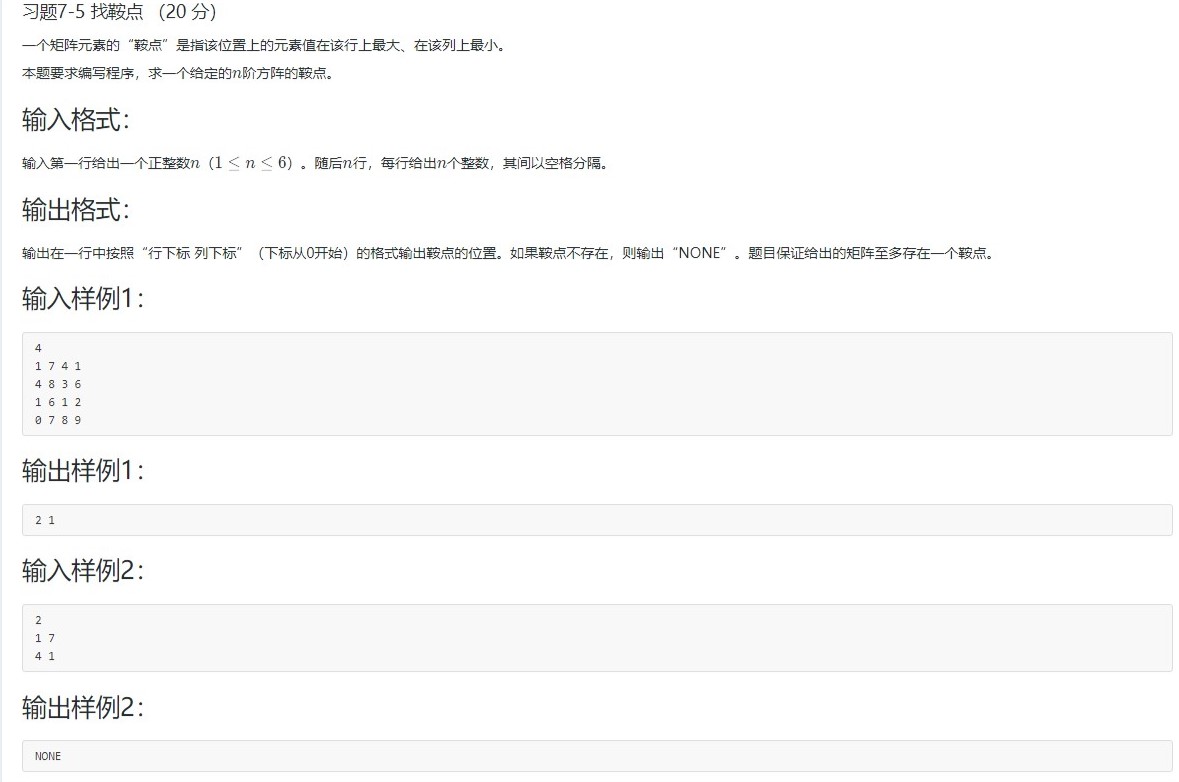 习题7-5 找鞍点 （20 分）
一个矩阵元素的“鞍点”是指该位置上的元素值在该行上最大、在该列上最小。
本题要求编写程序，求一个给定的n阶方阵的鞍点。
输入格式：
输入第一行给出一个正整数n（1 ≤ n ≤ 6）。随后n行，每行给出n个整数，其间以空格分隔。
输出格式：
输出在一行中按照“行下标 列下标”（下标从0开始）的格式输出鞍点的位置。如果鞍点不存在，则输出“NONE”。题目保证给出的矩阵至多存在一个鞍点。
输入样例1：
4
1 7 4 1
4 8 3 6
1 6 1 2
0 7 8 9
输出样例1：
2 1
输入样例2：
2
1 7
4 1
输出样例2：
NONE